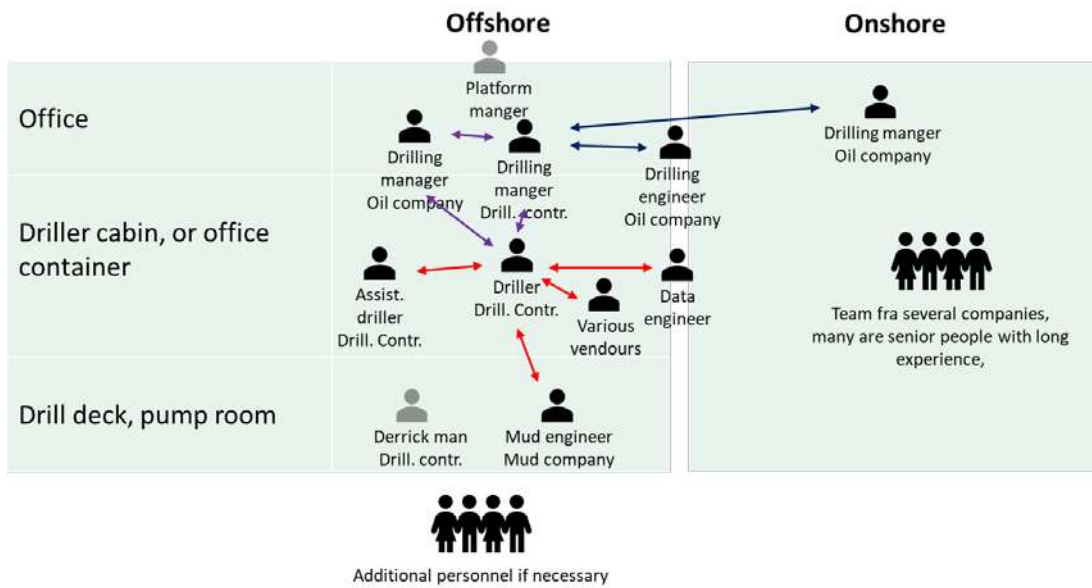 Offshore
Onshore
Office
Platform
manger
Drilling
manager
Oil company
Drilling
manger
Drill. contr.
Drilling
engineer
Oil company
Drilling manger
Oil company
Driller cabin, or office
container
Assist.
driller
Drill. Contr.
Driller
Drill. Contr.
Various
vendours
Data
engineer
Team fra several companies,
many are senior people with long
experience,
Drill deck, pump room
Derrick man
Drill. contr.
Mud engineer
Mud company
Additional personnel if necessary